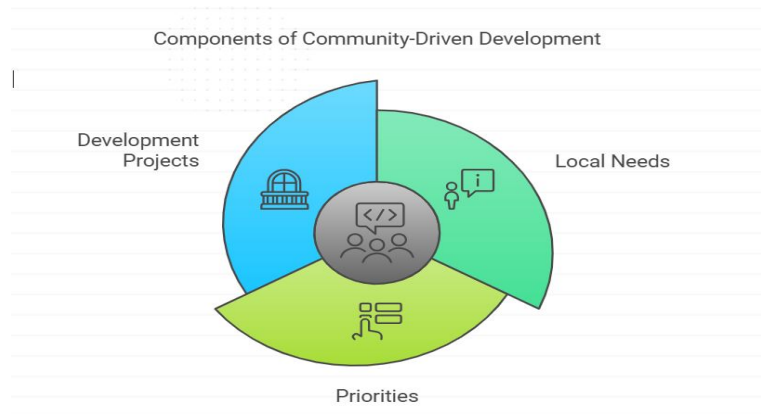 Components of Community-Driven Development
Development
Projects
Local Needs
i
</>
Priorities